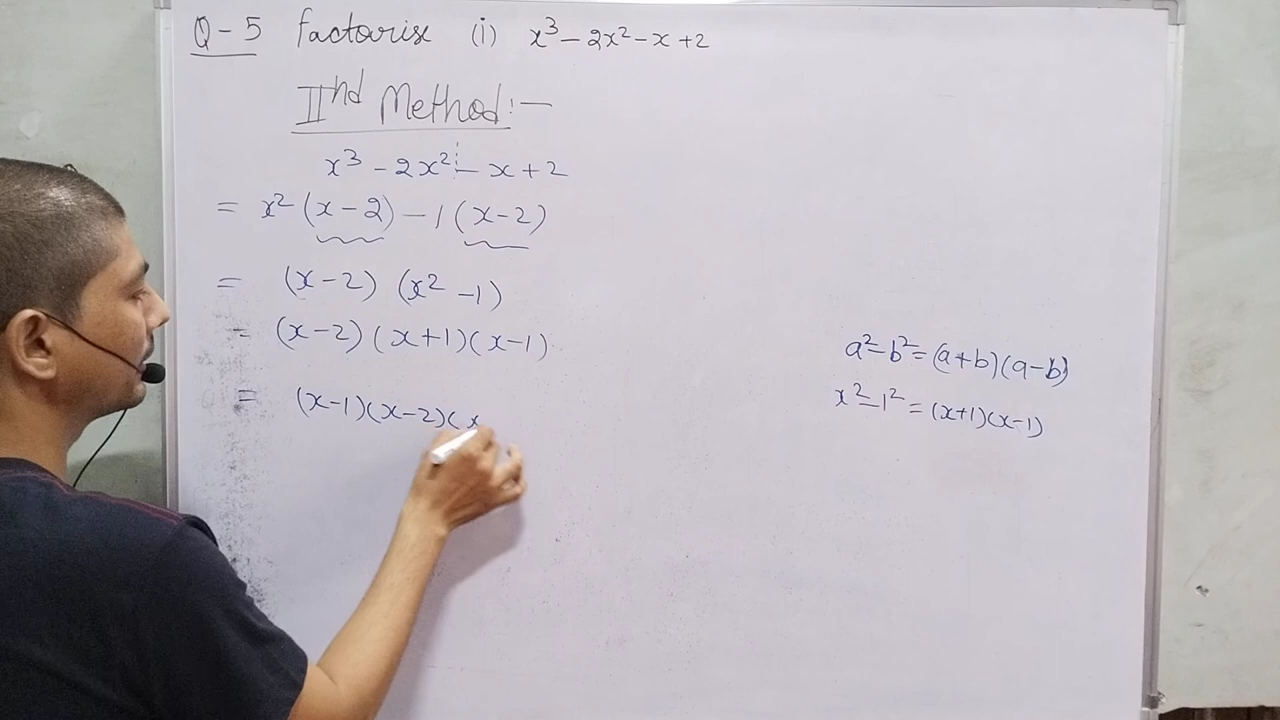 Q-5 factorise (i) x³-2x²-x+2
IInd Method:-
x³-2x²-x+2
= x²(x-2)-1(x-2)
= (x-2)(x²-1)
= (x-2)(x+1)(x-1)
= (x-1)(x-2)(x
a²-b²=(a+b)(a-b)
x²-1²=(x+1)(x-1)